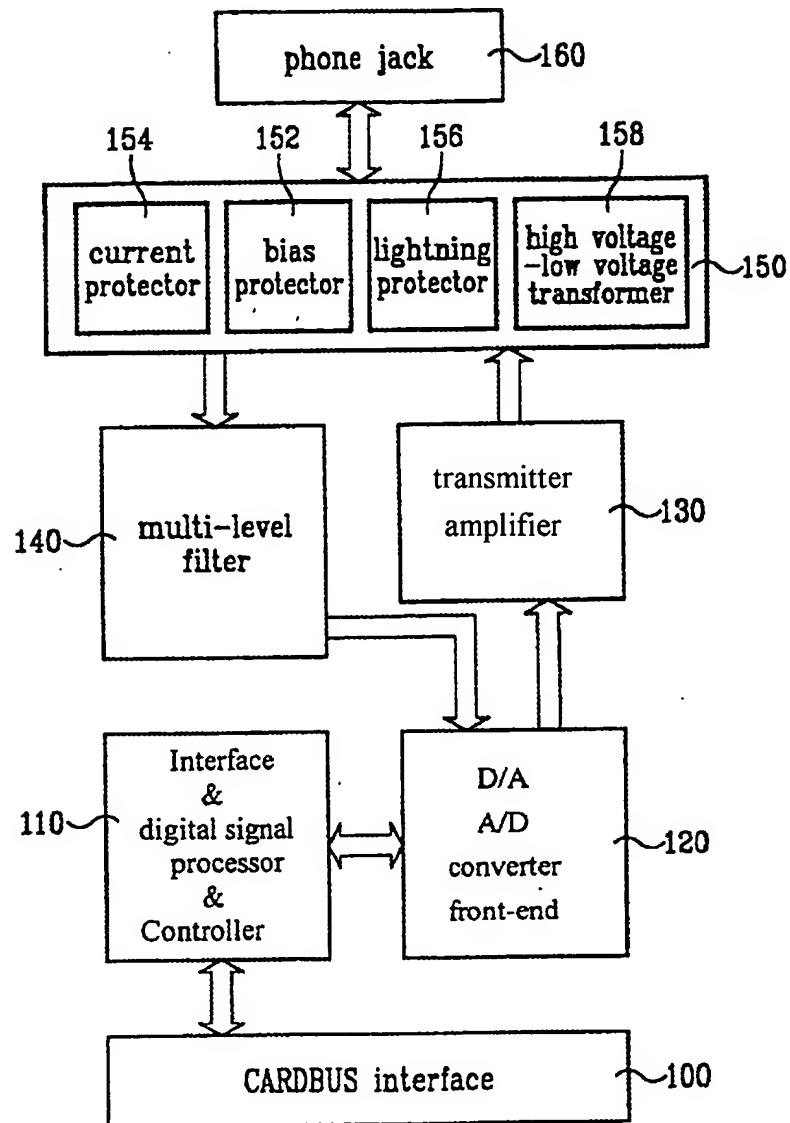 phone jack
160
154
152
156
158
current
protector
bias
protector
lightning
protector
high voltage
-low voltage
transformer
150
140
multi-level
filter
transmitter
amplifier
130
110
Interface
&
digital signal
processor
&
Controller
D/A
A/D
converter
front-end
120
CARDBUS interface
100